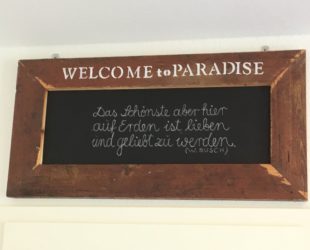 WELCOME to PARADISE
Das Schönste aber hier
auf Erden ist lieben
und geliebt zu werden.
(W. BUSCH)